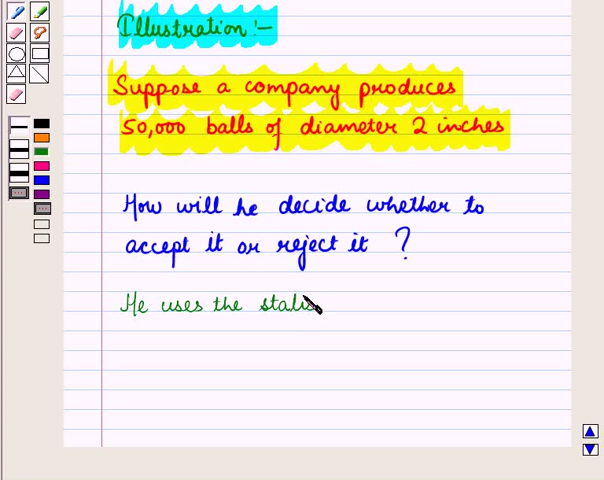 Illustration :-
Suppose a company produces
50,000 balls of diameter 2 inches
How will he decide whether to
accept it or reject it ?
He uses the statis